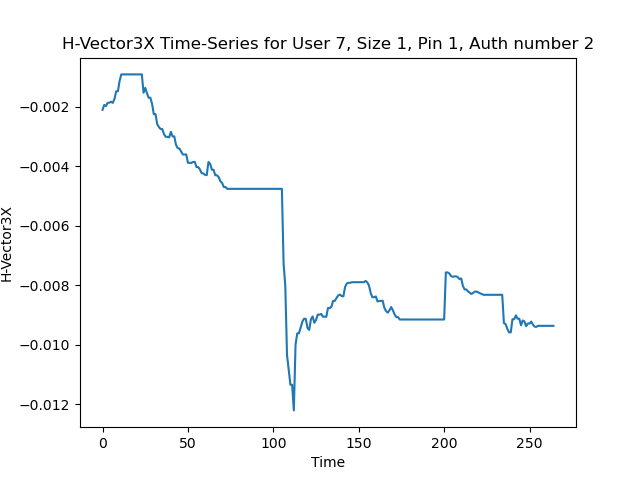 H-Vector3X Time-Series for User 7, Size 1, Pin 1, Auth number 2
H-Vector3X
−0.002
−0.004
−0.006
−0.008
−0.010
−0.012
0 50 100 150 200 250
Time